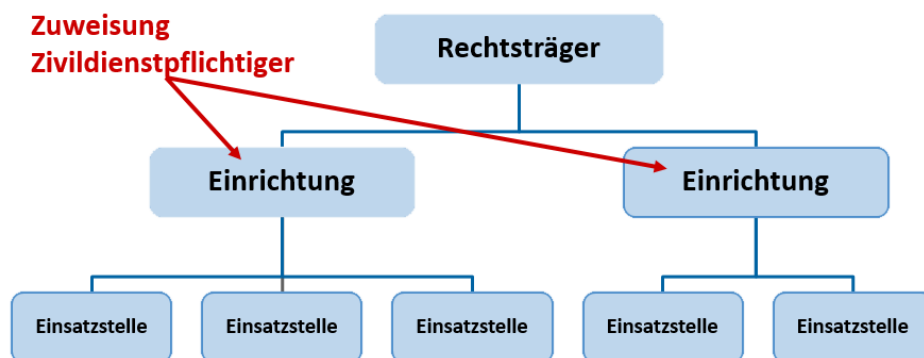 Zuweisung
Zivildienstpflichtiger
Rechtsträger
Einrichtung
Einrichtung
Einsatzstelle
Einsatzstelle
Einsatzstelle
Einsatzstelle
Einsatzstelle